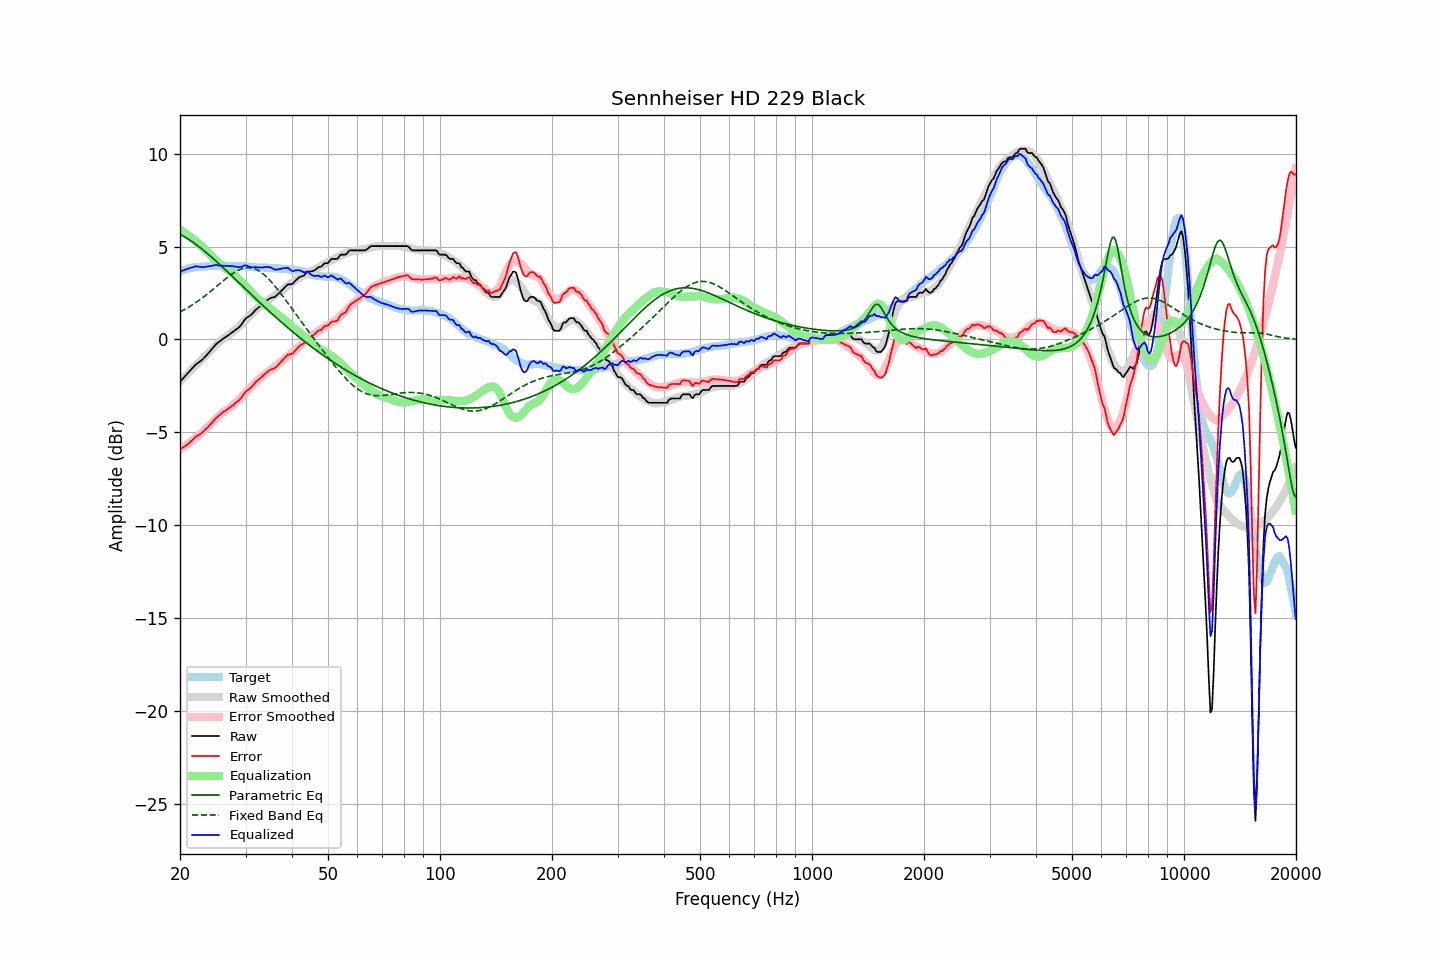 Sennheiser HD 229 Black
Amplitude (dBr)
10
5
0
−5
−10
−15
−20
−25
Target
Raw Smoothed
Error Smoothed
Raw
Error
Equalization
Parametric Eq
Fixed Band Eq
Equalized
20 50 100 200 500 1000 2000 5000 10000 20000
Frequency (Hz)